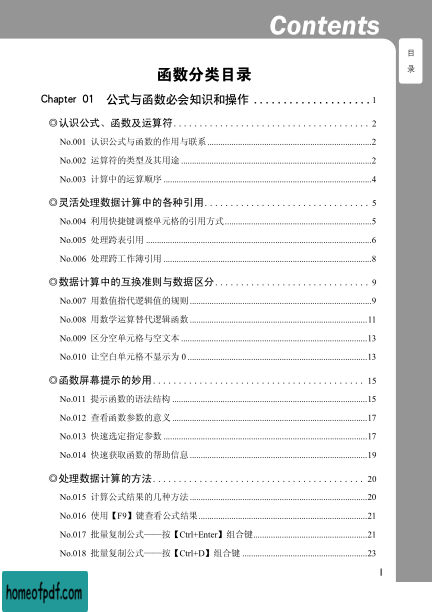 Contents
目
录
函数分类目录
Chapter 01 公式与函数必会知识和操作 .................... 1
◎认识公式、函数及运算符..................................... 2
No.001 认识公式与函数的作用与联系.................................................2
No.002 运算符的类型及其用途..........................................................2
No.003 计算中的运算顺序................................................................4
◎灵活处理数据计算中的各种引用............................... 5
No.004 利用快捷键调整单元格的引用方式...........................................5
No.005 处理跨表引用......................................................................6
No.006 处理跨工作簿引用................................................................8
◎数据计算中的互换准则与数据区分............................. 9
No.007 用数值指代逻辑值的规则.......................................................9
No.008 用数学运算替代逻辑函数.....................................................11
No.009 区分空单元格与空文本........................................................13
No.010 让空白单元格不显示为 0......................................................13
◎函数屏幕提示的妙用........................................ 15
No.011 提示函数的语法结构...........................................................15
No.012 查看函数参数的意义...........................................................17
No.013 快速选定指定参数..............................................................17
No.014 快速获取函数的帮助信息.....................................................19
◎处理数据计算的方法........................................ 20
No.015 计算公式结果的几种方法.....................................................20
No.016 使用【F9】键查看公式结果...................................................21
No.017 批量复制公式——按【Ctrl+Enter】组合键..................................21
No.018 批量复制公式——按【Ctrl+D】组合键.....................................23
I
homeofpdf.com